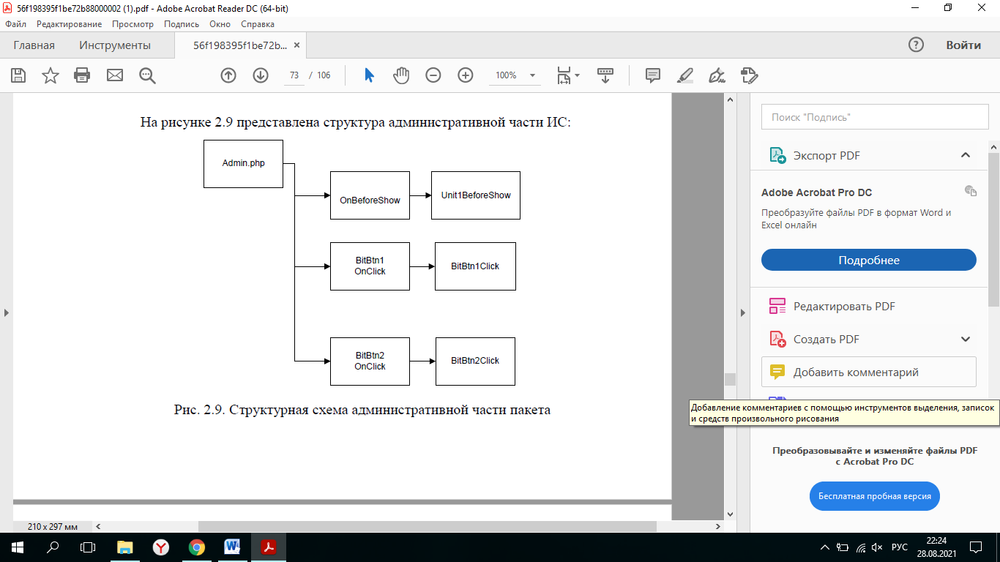 56f198395f1be72b88000002 (1).pdf - Adobe Acrobat Reader DC (64-bit)
Файл Редактирование Просмотр Подпись Окно Справка
Главная Инструменты 56f198395f1be72b... Войти
73 / 106 100%
На рисунке 2.9 представлена структура административной части ИС:
Admin.php
OnBeforeShow Unit1BeforeShow
BitBtn1
OnClick
BitBtn1Click
BitBtn2
OnClick
BitBtn2Click
Рис. 2.9. Структурная схема административной части пакета
210 x 297 мм
Поиск "Подпись"
Экспорт PDF
Adobe Acrobat Pro DC
Преобразуйте файлы PDF в формат Word и
Excel онлайн
Подробнее
Редактировать PDF
Создать PDF
Добавить комментарий
Добавление комментариев с помощью инструментов выделения, записок
и средств произвольного рисования
Преобразовывайте и изменяйте файлы PDF
с Acrobat Pro DC
Бесплатная пробная версия
РУС
22:24
28.08.2021